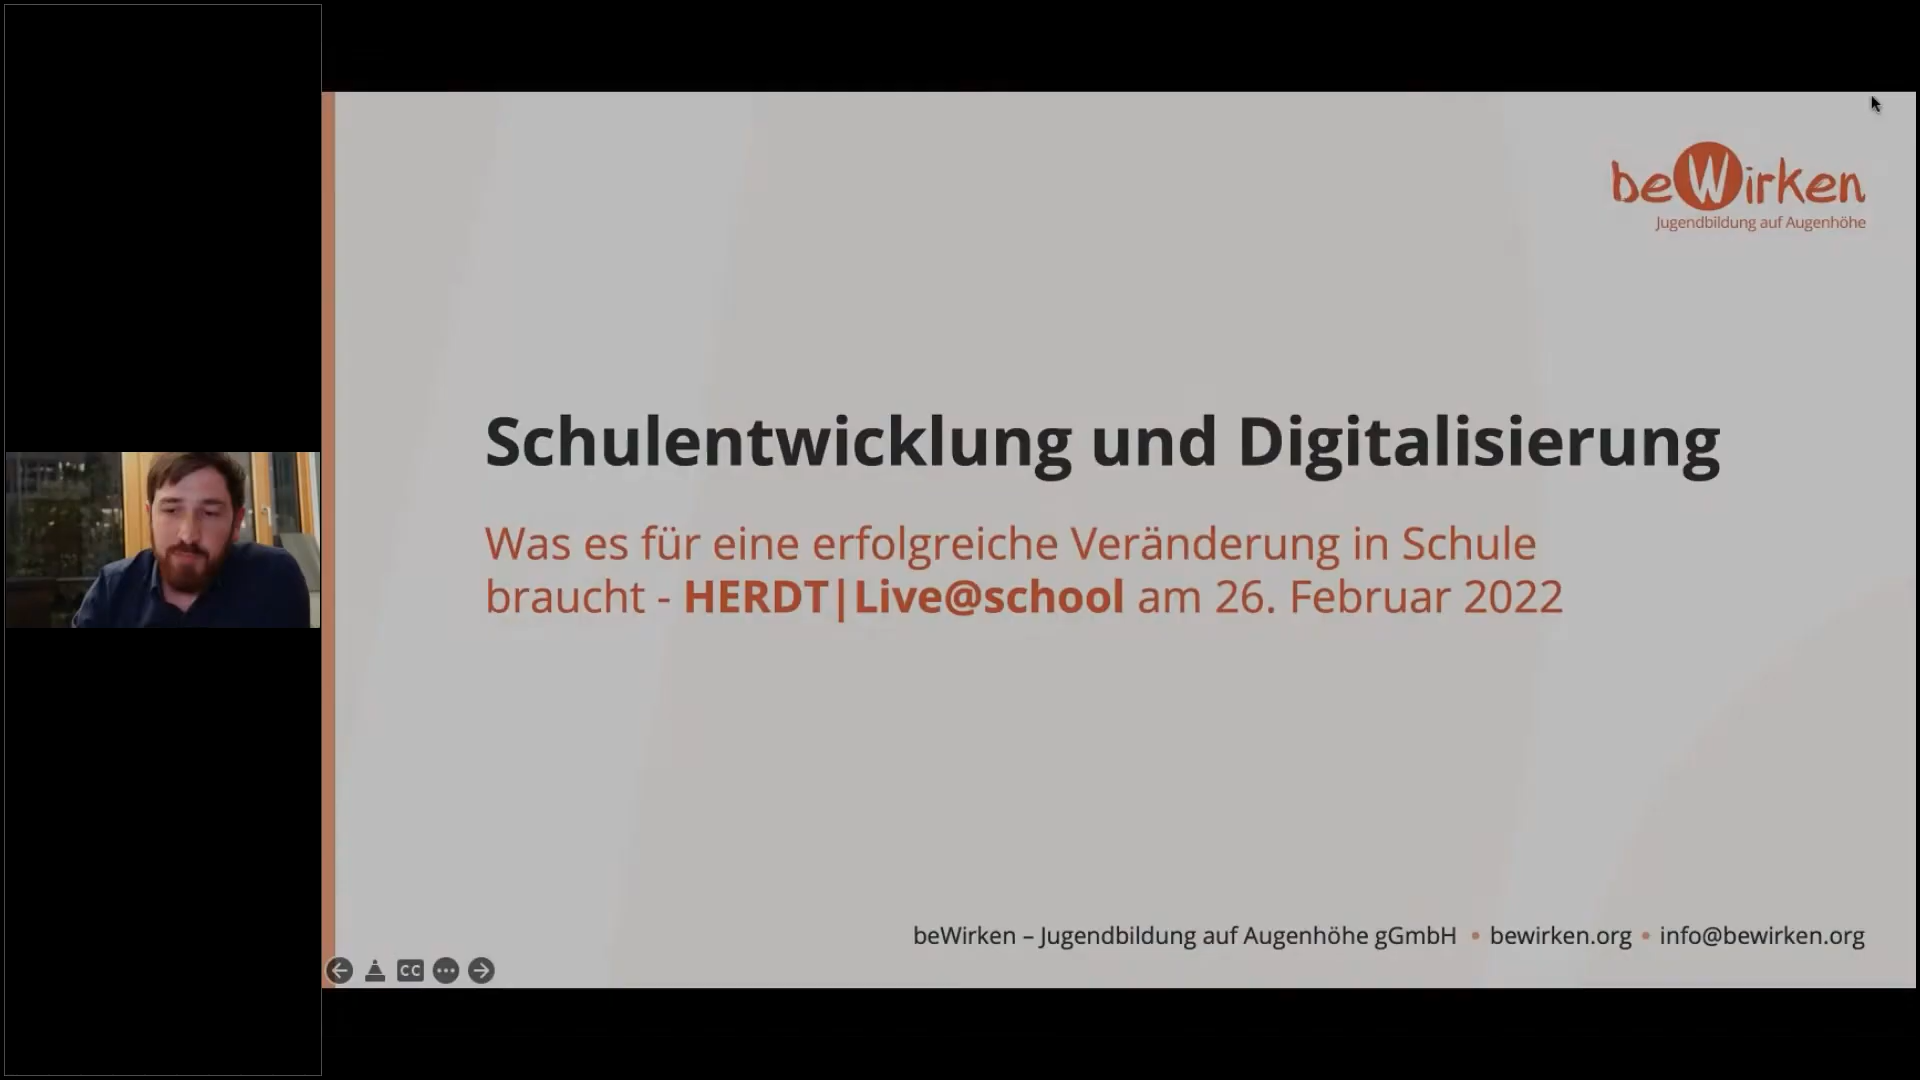 beWirken
Jugendbildung auf Augenhöhe
Schulentwicklung und Digitalisierung
Was es für eine erfolgreiche Veränderung in Schule
braucht - HERDT|Live@school am 26. Februar 2022
beWirken – Jugendbildung auf Augenhöhe gGmbH • bewirken.org • info@bewirken.org
CC